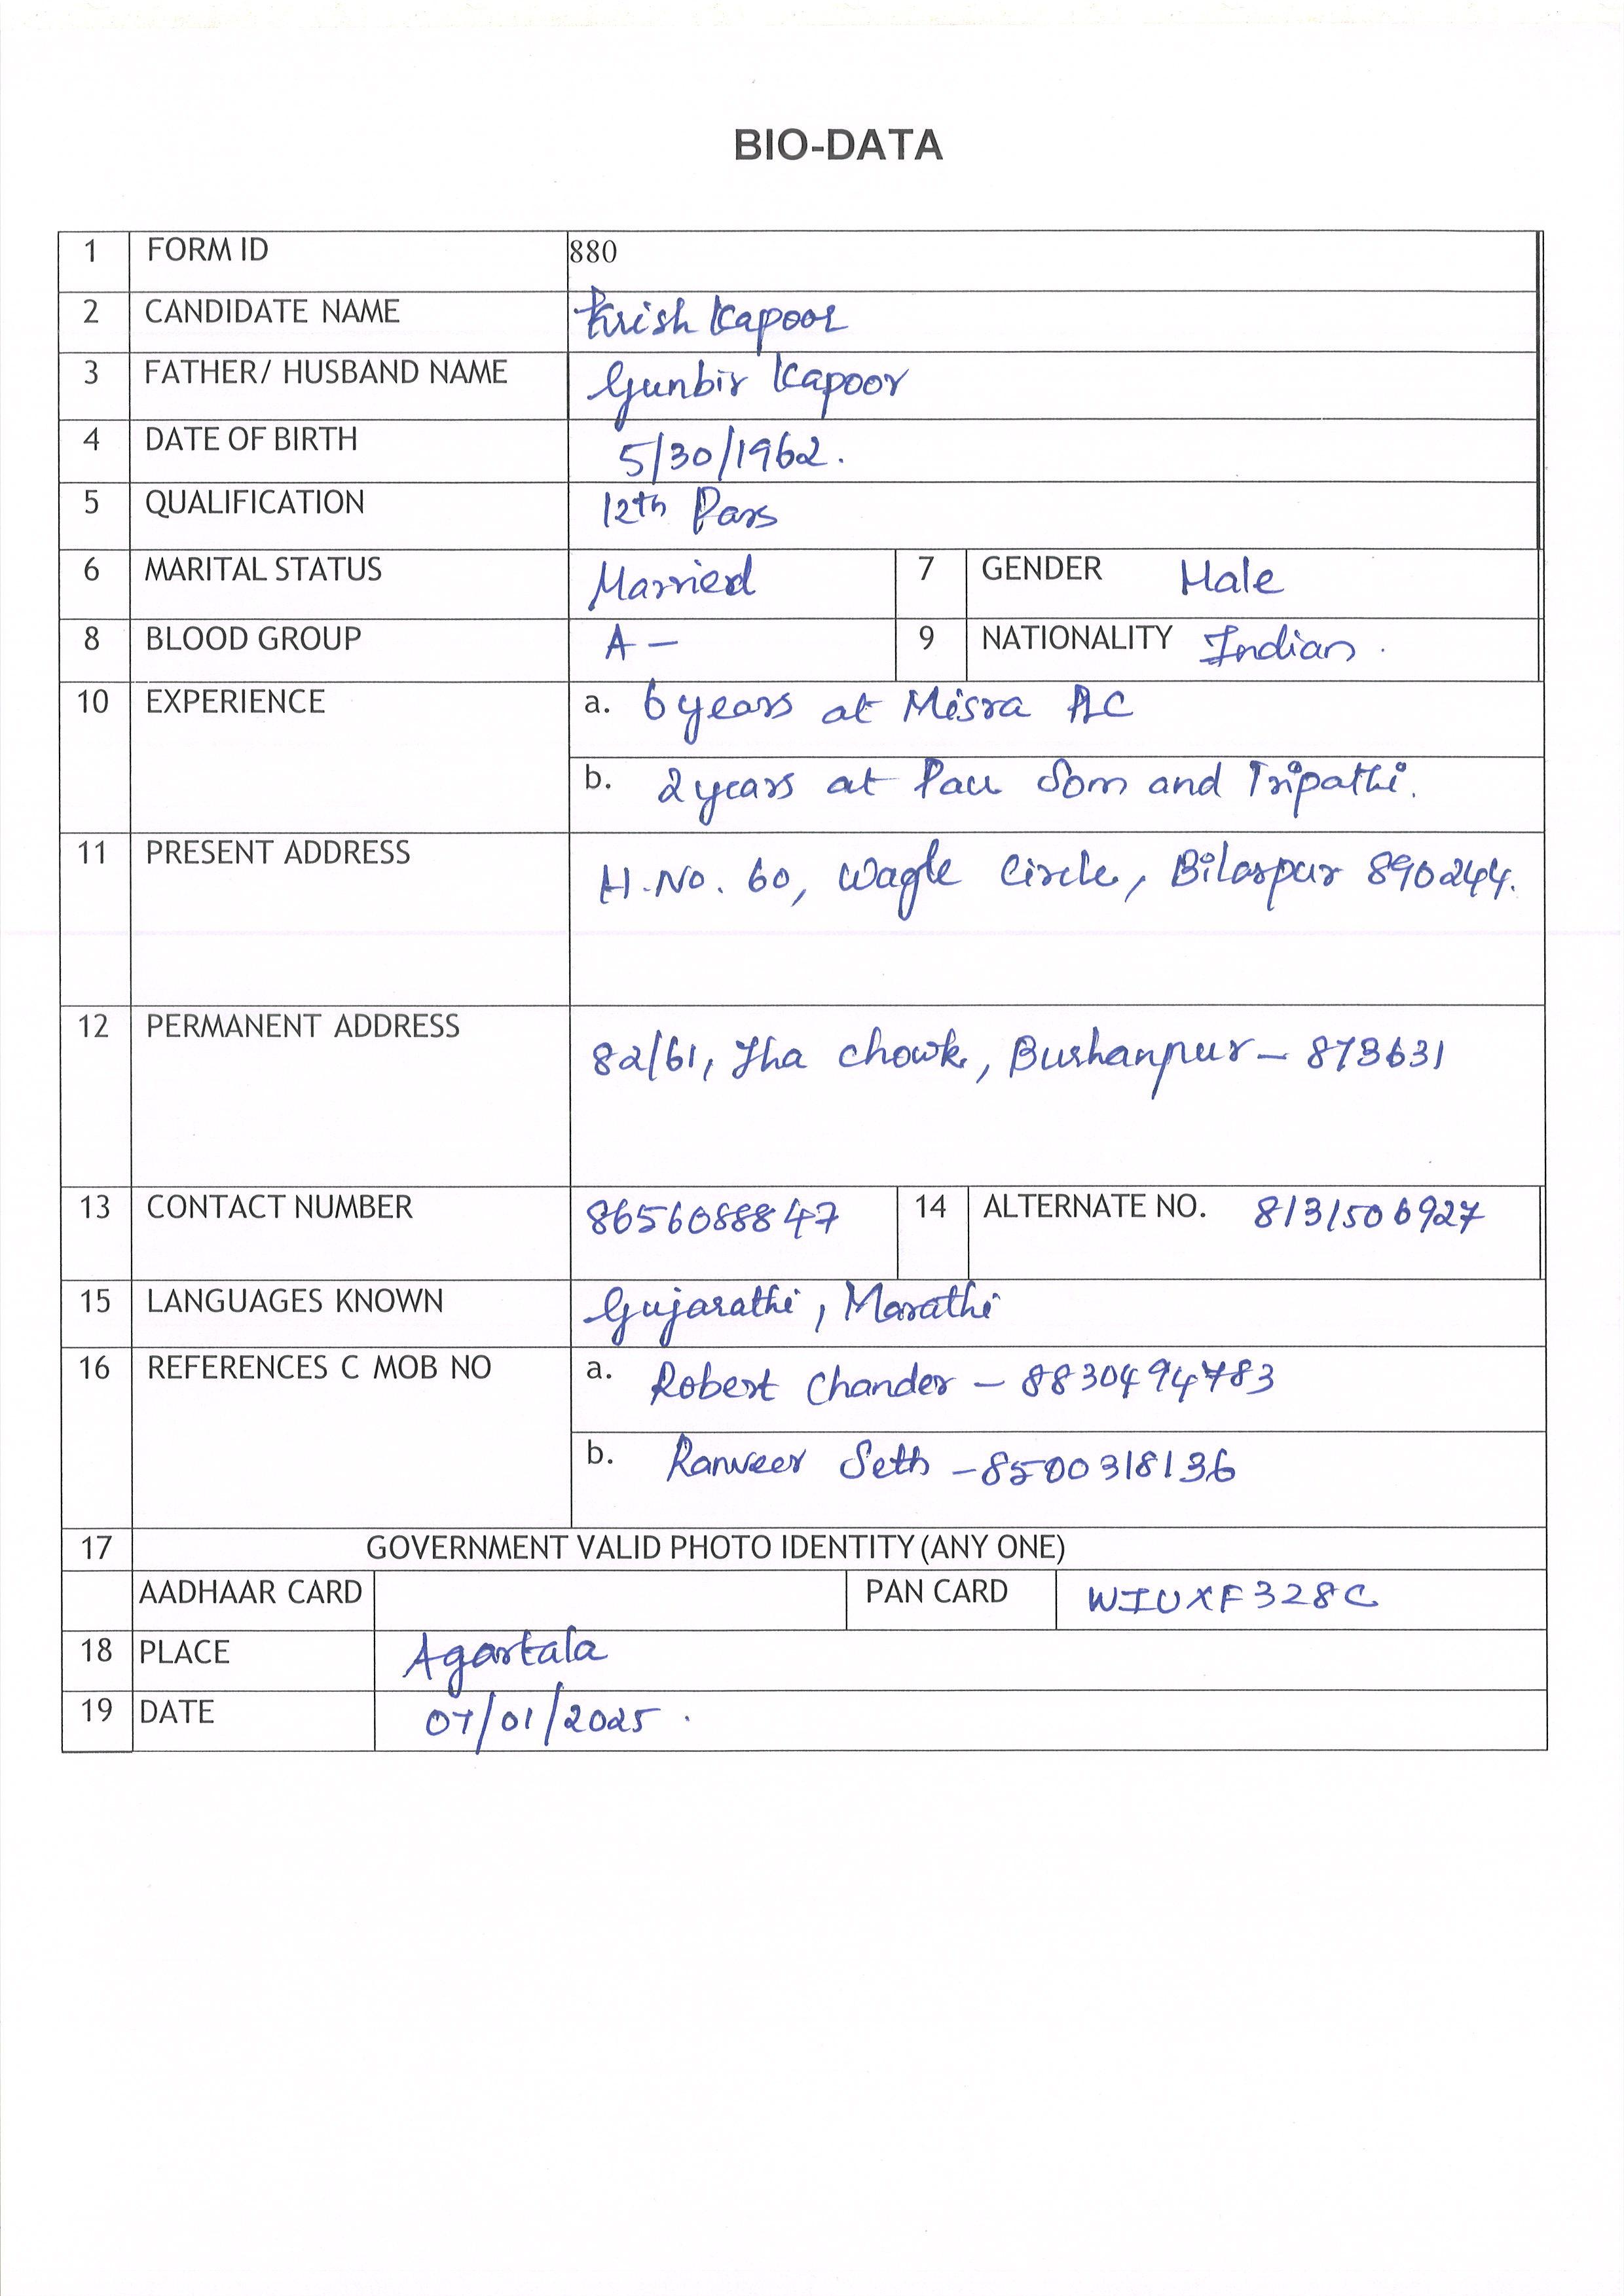 BIO-DATA
1 FORM ID 880
2 CANDIDATE NAME Krish Kapoor
3 FATHER/ HUSBAND NAME Gunbir Kapoor
4 DATE OF BIRTH 5/30/1962.
5 QUALIFICATION 12th Pass
6 MARITAL STATUS Married 7 GENDER Male
8 BLOOD GROUP A- 9 NATIONALITY Indian.
10 EXPERIENCE a. 6 years at Misra PLC
b. 2 years at Paul Som and Tripathi.
11 PRESENT ADDRESS H.No. 60, Wagle Circle, Bilaspur 890244.
12 PERMANENT ADDRESS 82/61, Jha Chowk, Burhanpur- 873631
13 CONTACT NUMBER 8656088847 14 ALTERNATE NO. 8131506927
15 LANGUAGES KNOWN Gujarathi, Marathi
16 REFERENCES C MOB NO a. Robert Chander - 8830494783
b. Ranveer Seth -8500318136
17 GOVERNMENT VALID PHOTO IDENTITY (ANY ONE)
AADHAAR CARD PAN CARD WIUXF328C
18 PLACE Agartala
19 DATE 07/01/2025.